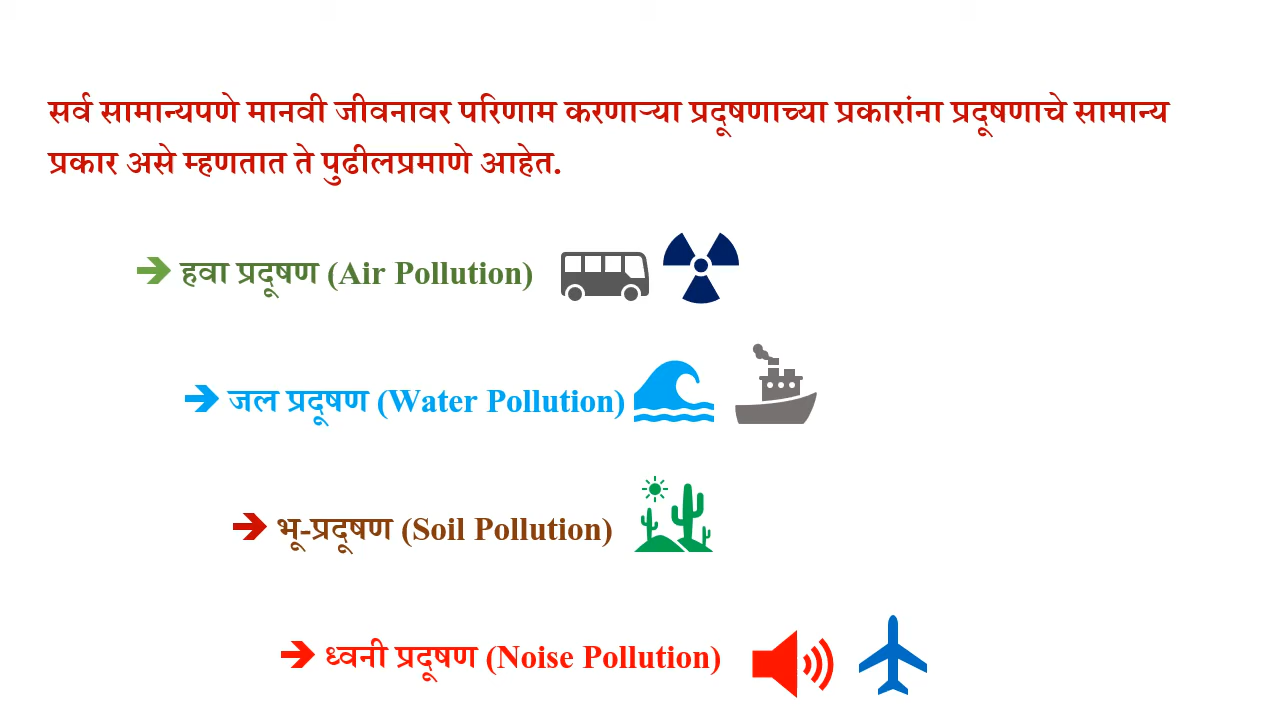 सर्व सामान्यपणे मानवी जीवनावर परिणाम करणाऱ्या प्रदूषणाच्या प्रकारांना प्रदूषणाचे सामान्य
प्रकार असे म्हणतात ते पुढीलप्रमाणे आहेत.
➔ हवा प्रदूषण (Air Pollution)
➔ जल प्रदूषण (Water Pollution)
➔ भू-प्रदूषण (Soil Pollution)
➔ ध्वनी प्रदूषण (Noise Pollution)